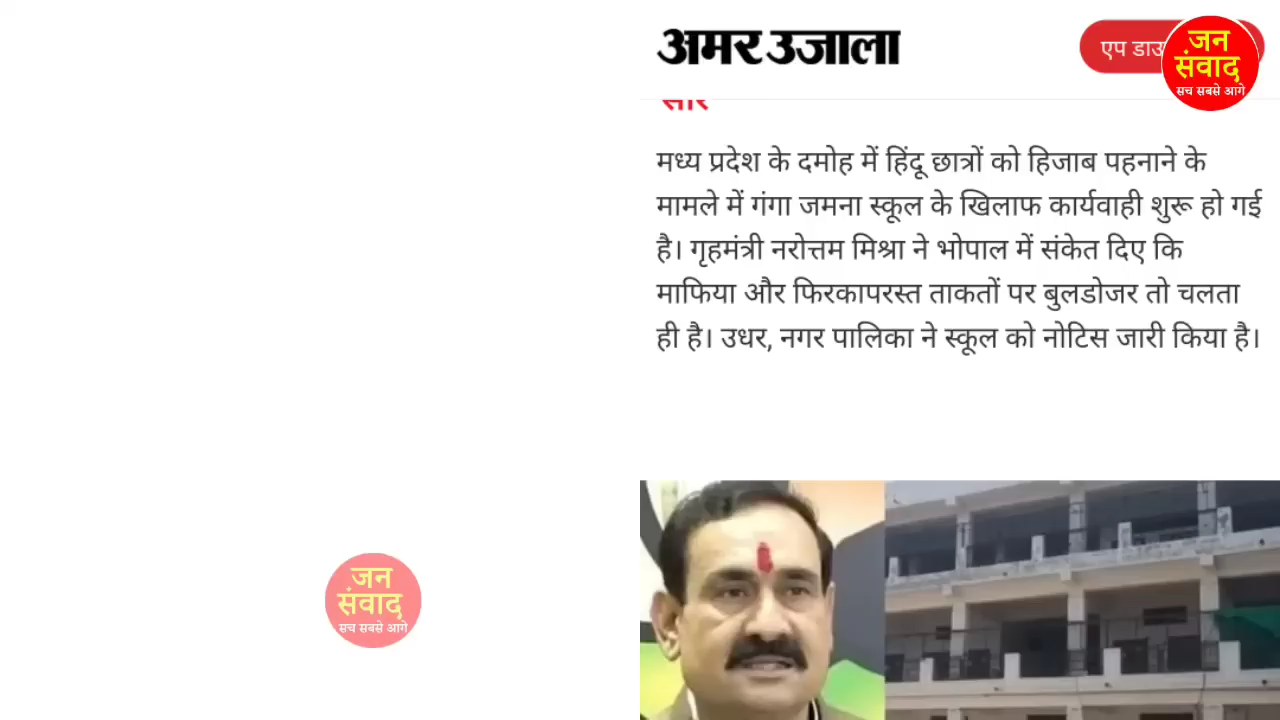 अमर उजाला
एप डाउ
जन
संवाद
सच सबसे आगे
सार
मध्य प्रदेश के दमोह में हिंदू छात्रों को हिजाब पहनाने के
मामले में गंगा जमना स्कूल के खिलाफ कार्यवाही शुरू हो गई
है। गृहमंत्री नरोत्तम मिश्रा ने भोपाल में संकेत दिए कि
माफिया और फिरकापरस्त ताकतों पर बुलडोजर तो चलता
ही है। उधर, नगर पालिका ने स्कूल को नोटिस जारी किया है।
जन
संवाद
सच सबसे आगे